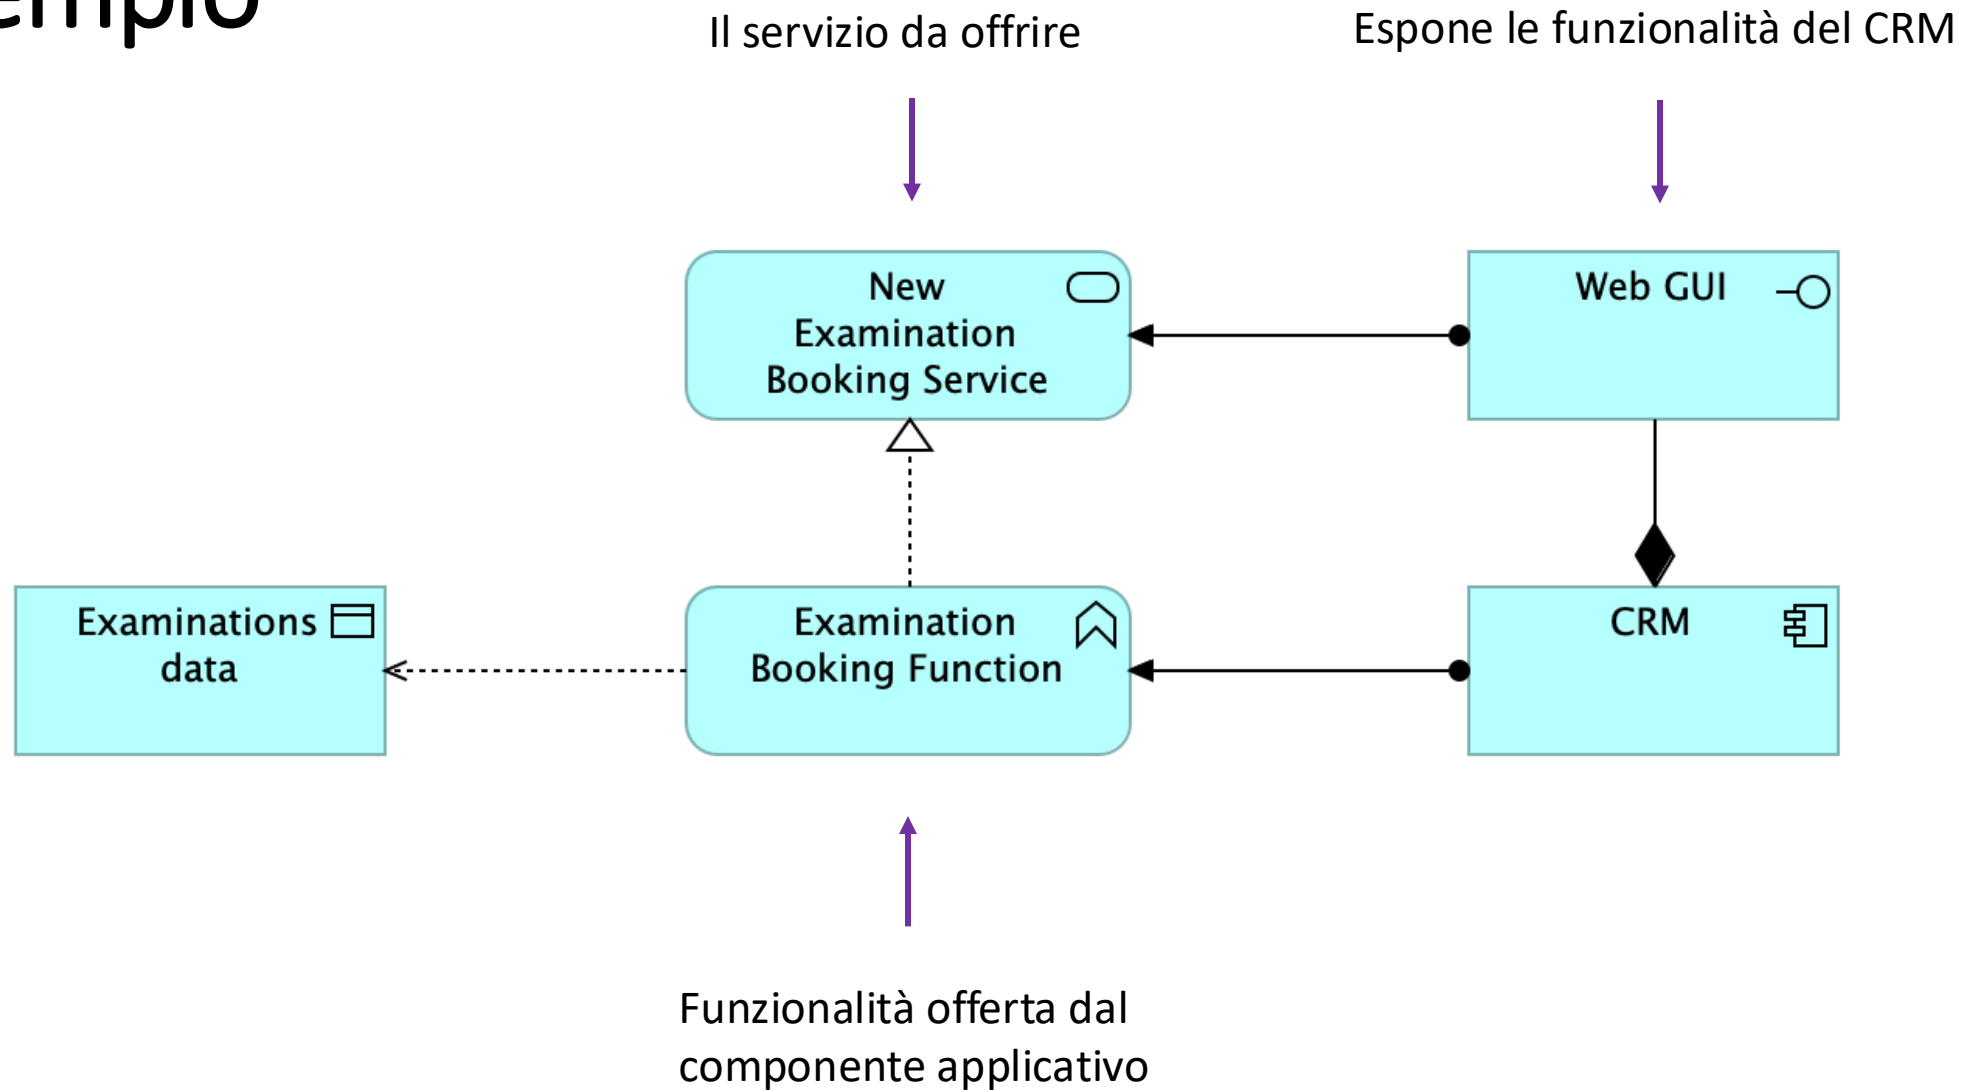 Il servizio da offrire
Espone le funzionalità del CRM
New
Examination
Booking Service
Web GUI
Examinations
data
Examination
Booking Function
CRM
Funzionalità offerta dal
componente applicativo